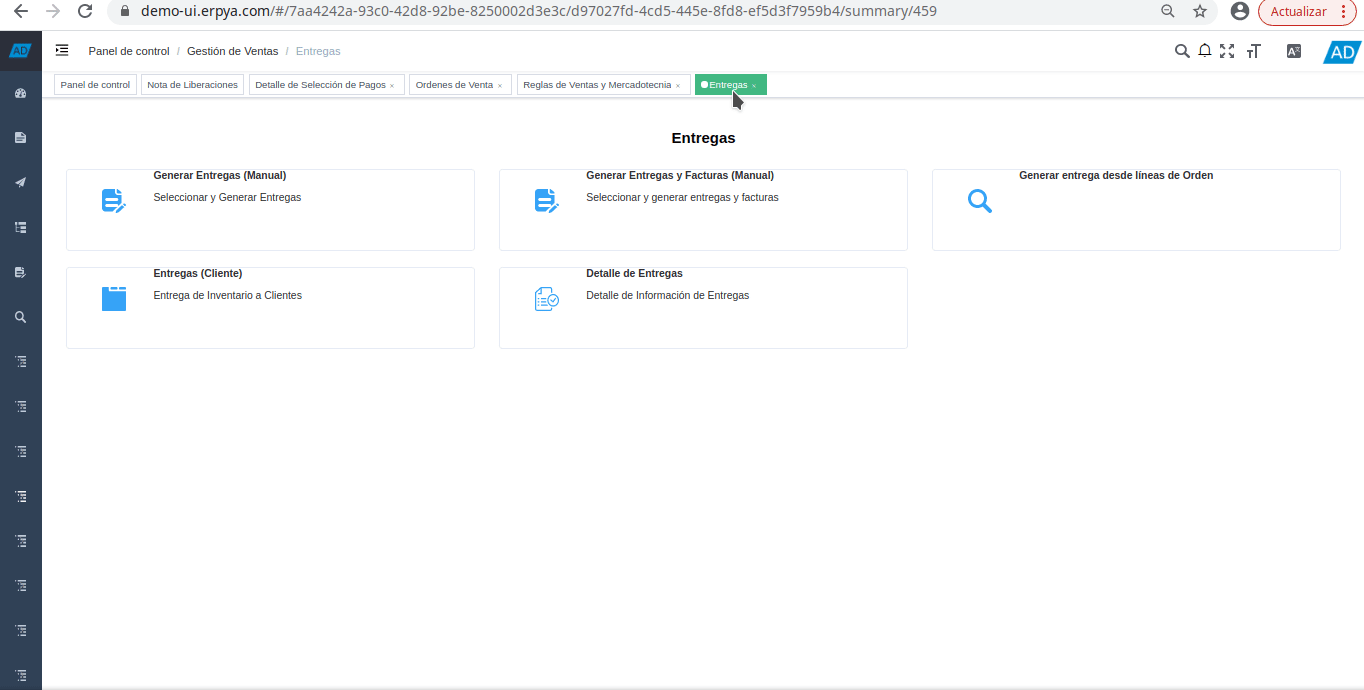 demo-ui.erpya.com/#/7aa4242a-93c0-42d8-92be-8250002d3e3c/d97027fd-4cd5-445e-8fd8-ef5d3f7959b4/summary/459
Actualizar
AD
Panel de control / Gestión de Ventas / Entregas
AD
Panel de control
Nota de Liberaciones
Detalle de Selección de Pagos ×
Ordenes de Venta ×
Reglas de Ventas y Mercadotecnia ×
Entregas ×
Entregas
Generar Entregas (Manual)
Seleccionar y Generar Entregas
Generar Entregas y Facturas (Manual)
Seleccionar y generar entregas y facturas
Generar entrega desde líneas de Orden
Entregas (Cliente)
Entrega de Inventario a Clientes
Detalle de Entregas
Detalle de Información de Entregas